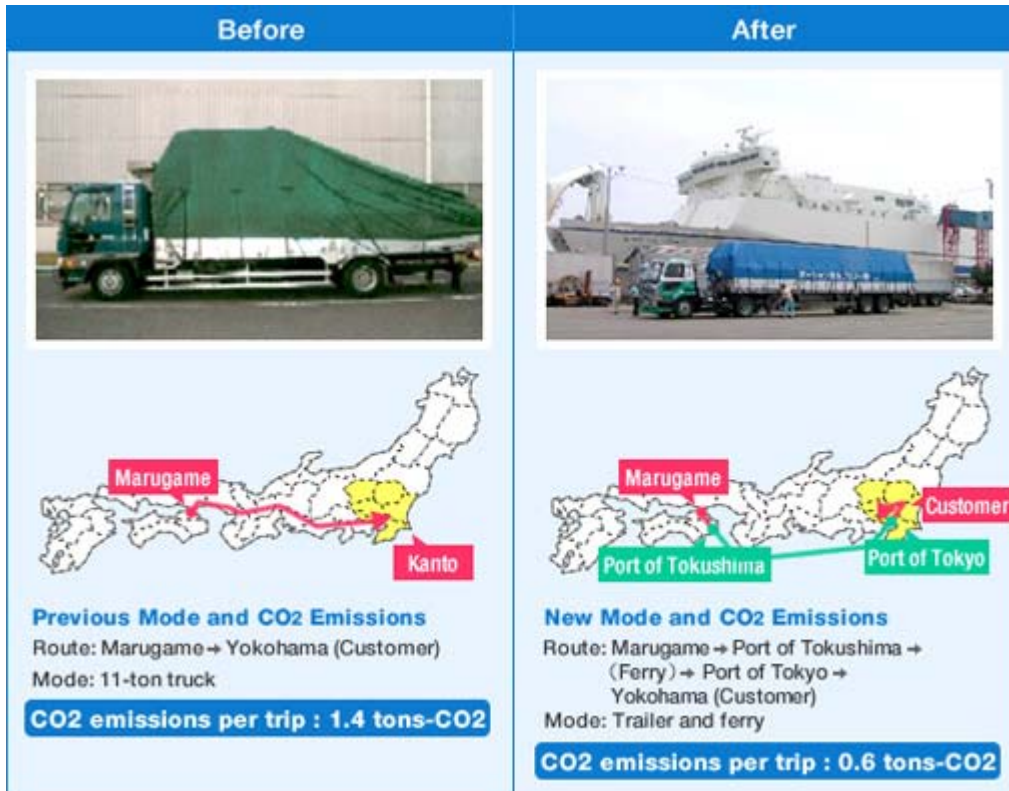 Before
After
Marugame
Kanto
Marugame
Customer
Port of Tokushima
Port of Tokyo
Previous Mode and CO2 Emissions
Route: Marugame → Yokohama (Customer)
Mode: 11-ton truck
CO2 emissions per trip : 1.4 tons-CO2
New Mode and CO2 Emissions
Route: Marugame → Port of Tokushima →
(Ferry) → Port of Tokyo →
Yokohama (Customer)
Mode: Trailer and ferry
CO2 emissions per trip : 0.6 tons-CO2